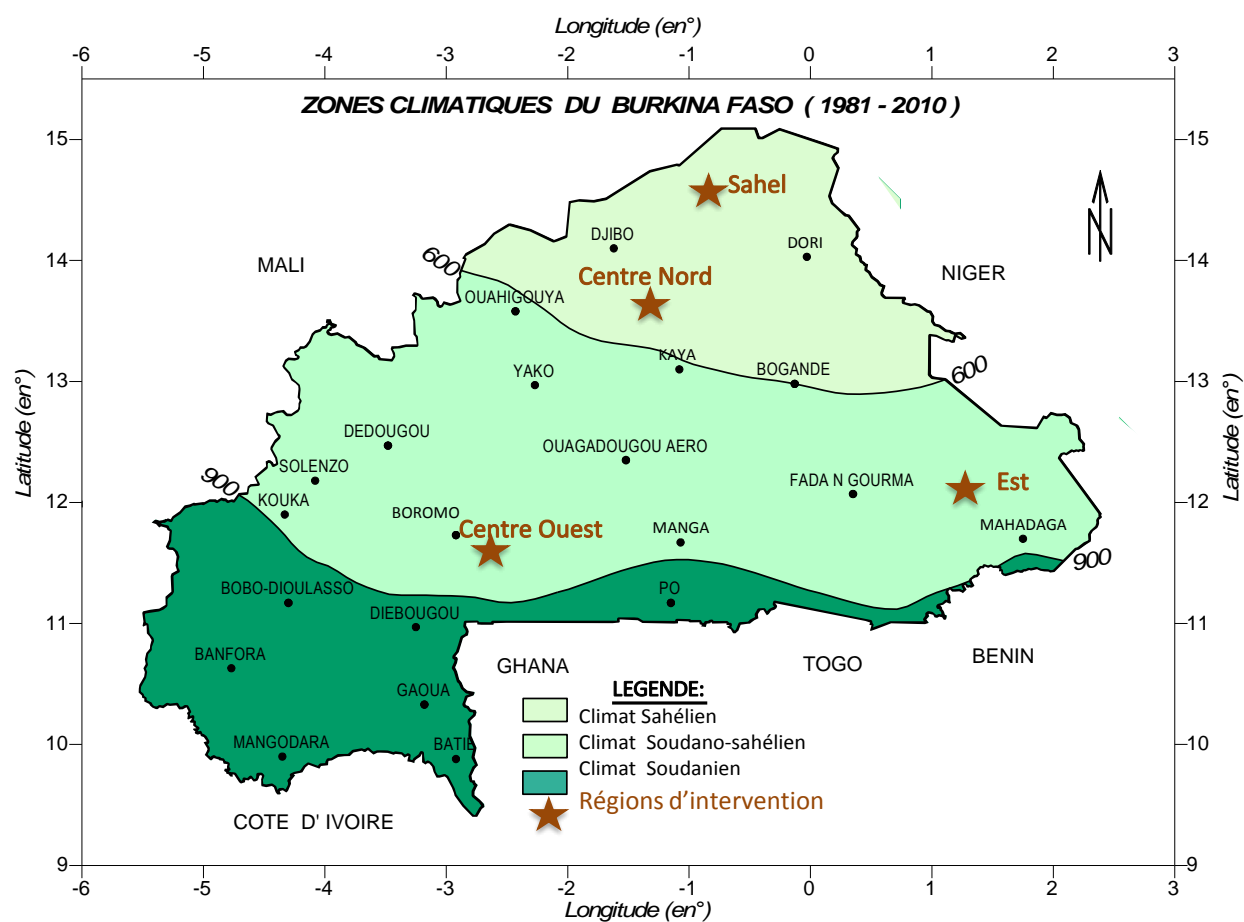 Longitude (en°)
-6 -5 -4 -3 -2 -1 0 1 2 3
ZONES CLIMATIQUES DU BURKINA FASO ( 1981 - 2010 )
15 15
Sahel
DJIBO
DORI
14 14
MALI
600
Centre Nord
NIGER
OUAHIGOUYA
KAYA
YAKO
BOGANDE
600
13 13
Latitude (en°)
Latitude (en°)
DEDOUGOU
OUAGADOUGOU AERO
SOLENZO
900
FADA N GOURMA
Est
12 12
KOUKA
BOROMO
Centre Ouest
MANGA
MAHADAGA
900
BOBO-DIOULASSO
PO
DIEBOUGOU
11 11
BANFORA
GHANA
TOGO
BENIN
GAOUA
LEGENDE:
Climat Sahélien
MANGODARA
BATIE
Climat Soudano-sahélien
10 10
Climat Soudanien
Régions d’intervention
COTE D' IVOIRE
N
9 9
-6 -5 -4 -3 -2 -1 0 1 2 3
Longitude (en°)